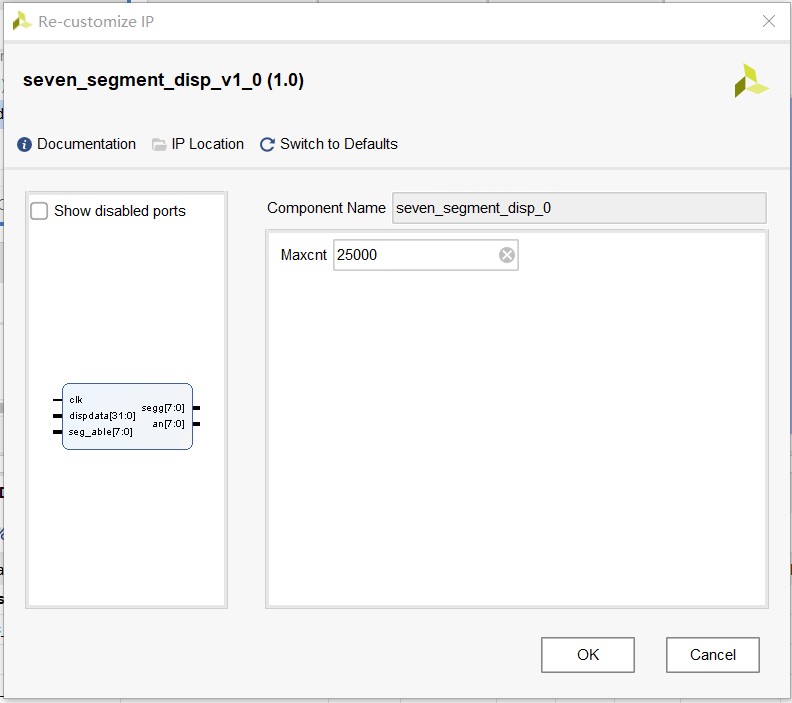 Re-customize IP
seven_segment_disp_v1_0 (1.0)
Documentation IP Location Switch to Defaults
Show disabled ports
Component Name seven_segment_disp_0
Maxcnt 25000
clk
dispdata[31:0]
seg_able[7:0]
segg[7:0]
an[7:0]
OK Cancel